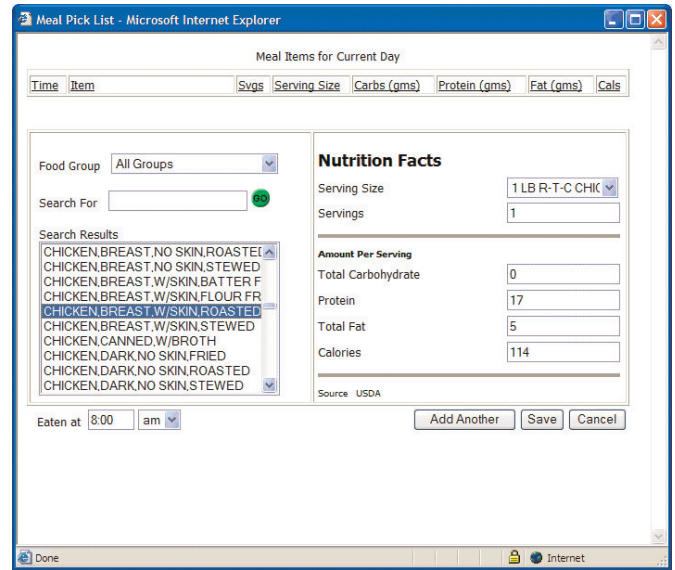 Meal Pick List - Microsoft Internet Explorer
Meal Items for Current Day
Time Item Svgs Serving Size Carbs (gms) Protein (gms) Fat (gms) Cals
Food Group All Groups
Search For GO
Search Results
CHICKEN,BREAST,NO SKIN,ROASTED
CHICKEN,BREAST,NO SKIN,STEWED
CHICKEN,BREAST,W/SKIN,BATTER F
CHICKEN,BREAST,W/SKIN,FLOUR FR
CHICKEN,BREAST,W/SKIN,ROASTED
CHICKEN,BREAST,W/SKIN,STEWED
CHICKEN,CANNED,W/BROTH
CHICKEN,DARK,NO SKIN,FRIED
CHICKEN,DARK,NO SKIN,ROASTED
CHICKEN,DARK,NO SKIN,STEWED
Eaten at 8:00 am
Nutrition Facts
Serving Size 1 LB R-T-C CHIC
Servings 1
Amount Per Serving
Total Carbohydrate 0
Protein 17
Total Fat 5
Calories 114
Source USDA
Add Another Save Cancel
Done Internet